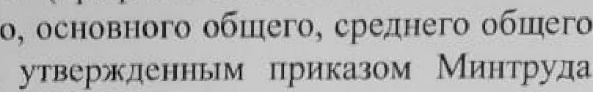 о, основного общего, среднего общего
утвержденным приказом Минтруда